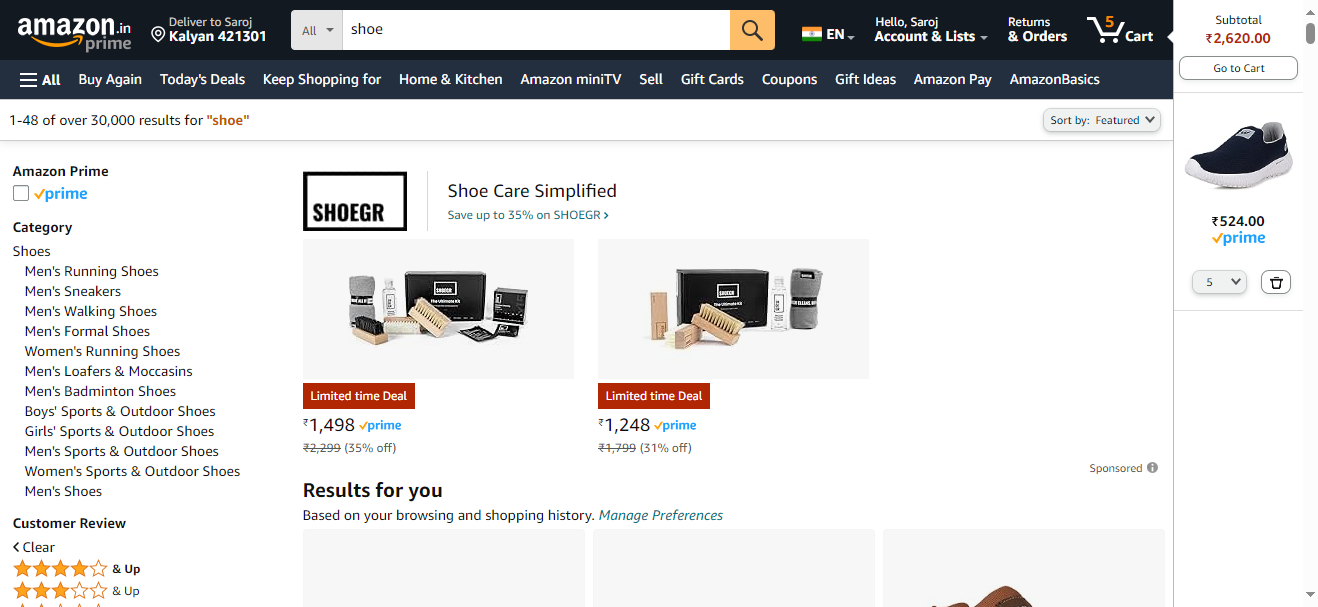 amazon.in
prime
Deliver to Saroj
Kalyan 421301
All
shoe
EN
Hello, Saroj
Account & Lists
Returns
& Orders
5
Cart
Subtotal
₹2,620.00
Go to Cart
All
Buy Again
Today's Deals
Keep Shopping for
Home & Kitchen
Amazon miniTV
Sell
Gift Cards
Coupons
Gift Ideas
Amazon Pay
AmazonBasics
1-48 of over 30,000 results for "shoe"
Sort by: Featured
Amazon Prime
prime
Category
Shoes
Men's Running Shoes
Men's Sneakers
Men's Walking Shoes
Men's Formal Shoes
Women's Running Shoes
Men's Loafers & Moccasins
Men's Badminton Shoes
Boys' Sports & Outdoor Shoes
Girls' Sports & Outdoor Shoes
Men's Sports & Outdoor Shoes
Women's Sports & Outdoor Shoes
Men's Shoes
Customer Review
Clear
& Up
& Up
SHOEGR
Shoe Care Simplified
Save up to 35% on SHOEGR
SHOEGR
The Ultimate Kit
Limited time Deal
₹1,498 prime
₹2,299 (35% off)
SHOEGR
The Ultimate Kit
Limited time Deal
₹1,248 prime
₹1,799 (31% off)
Sponsored
Results for you
Based on your browsing and shopping history. Manage Preferences
₹524.00
prime
5